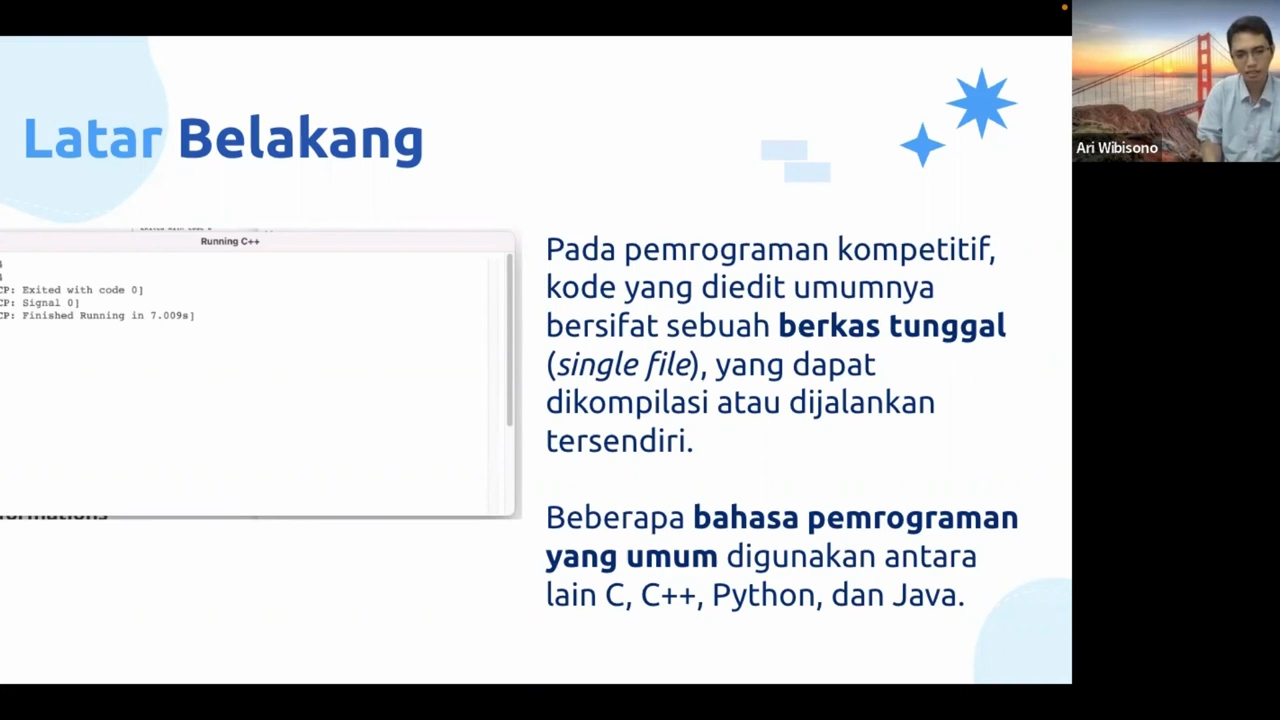 Latar Belakang
Running C++
CP: Exited with code 0]
CP: Signal 0]
CP: Finished Running in 7.009s]
Pada pemrograman kompetitif,
kode yang diedit umumnya
bersifat sebuah berkas tunggal
(single file), yang dapat
dikompilasi atau dijalankan
tersendiri.
Beberapa bahasa pemrograman
yang umum digunakan antara
lain C, C++, Python, dan Java.
Ari Wibisono